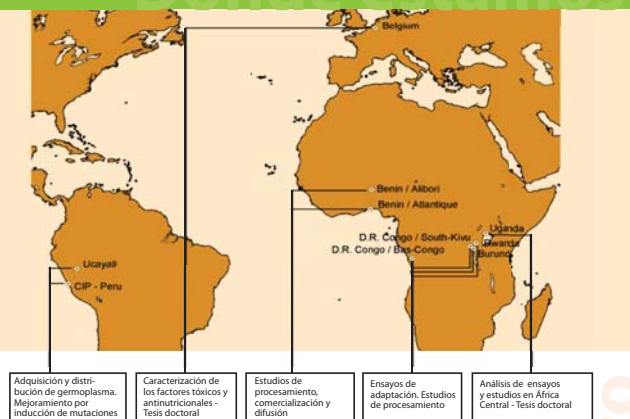 Dónde estamos
Belgium
Benin / Alibori
Benin / Atlantique
Uganda
D.R. Congo / South-Kivu
Rwanda
D.R. Congo / Bas-Congo
Burundi
Ucayali
CIP - Peru
Adquisición y distri-
bución de germoplasma.
Mejoramiento por
inducción de mutaciones
Caracterización de
los factores tóxicos y
antinutricionales -
Tesis doctoral
Estudios de
procesamiento,
comercialización y
difusión
Ensayos de
adaptación. Estudios
de procesamiento
Análisis de ensayos
y estudios en África
Central - Tesis doctoral